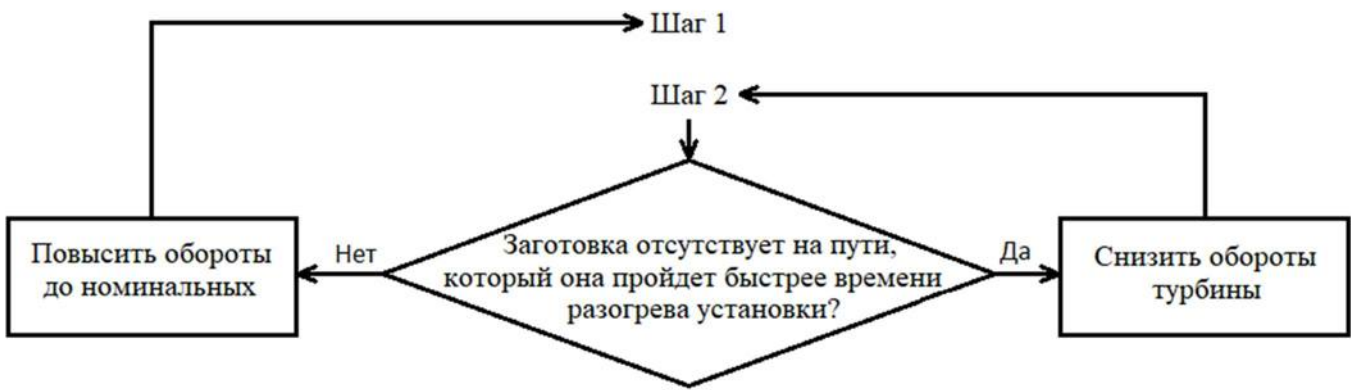 Шаг 1
Шаг 2
Повысить обороты
до номинальных
Нет
Заготовка отсутствует на пути,
который она пройдет быстрее времени
разогрева установки?
Да
Снизить обороты
турбины